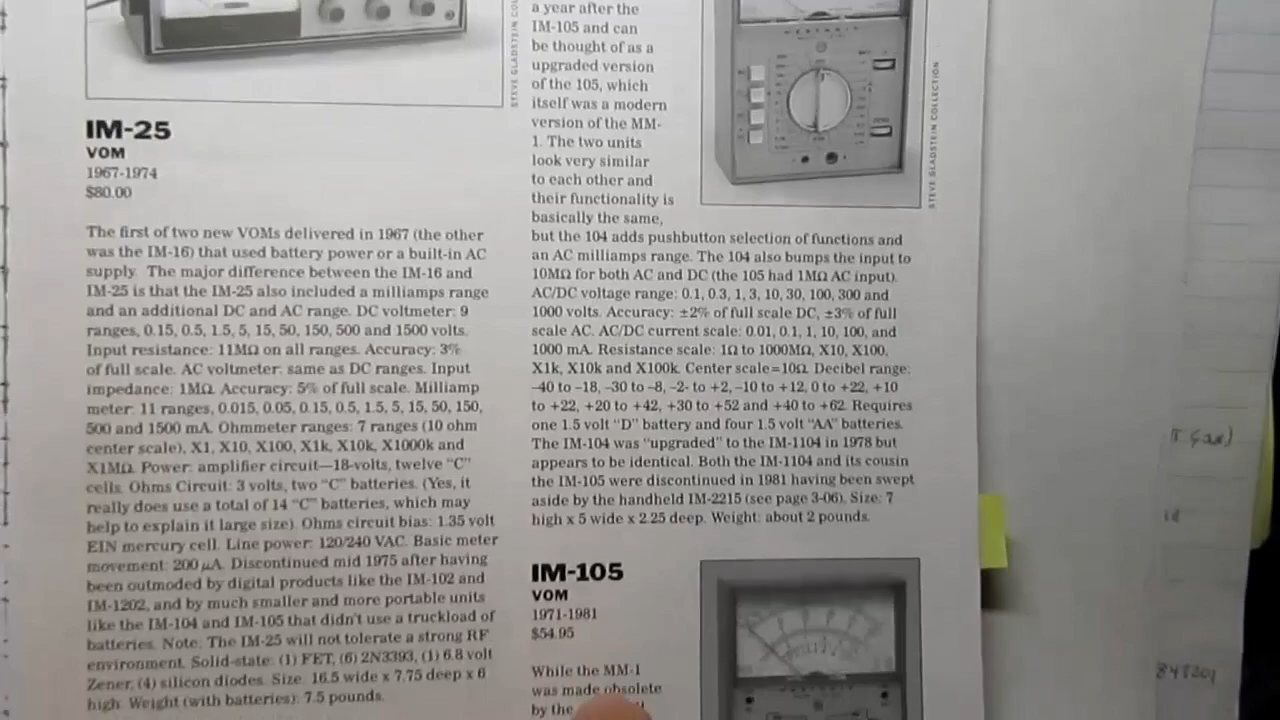 IM-25
VOM
1967-1974
$80.00
The first of two new VOMs delivered in 1967 (the other
was the IM-16) that used battery power or a built-in AC
supply. The major difference between the IM-16 and
IM-25 is that the IM-25 also included a milliamps range
and an additional DC and AC range. DC voltmeter: 9
ranges, 0.15, 0.5, 1.5, 5, 15, 50, 150, 500 and 1500 volts.
Input resistance: 11MΩ on all ranges. Accuracy: 3%
of full scale. AC voltmeter: same as DC ranges. Input
impedance: 1MΩ. Accuracy: 5% of full scale. Milliamp
meter: 11 ranges, 0.015, 0.05, 0.15, 0.5, 1.5, 5, 15, 50, 150,
500 and 1500 mA. Ohmmeter ranges: 7 ranges (10 ohm
center scale), X1, X10, X100, X1k, X10k, X1000k and
X1MΩ. Power: amplifier circuit—18-volts, twelve “C”
cells. Ohms Circuit: 3 volts, two “C” batteries. (Yes, it
really does use a total of 14 “C” batteries, which may
help to explain it large size). Ohms circuit bias: 1.35 volt
EIN mercury cell. Line power: 120/240 VAC. Basic meter
movement: 200 µA. Discontinued mid 1975 after having
been outmoded by digital products like the IM-102 and
IM-1202, and by much smaller and more portable units
like the IM-104 and IM-105 that didn't use a truckload of
batteries. Note: The IM-25 will not tolerate a strong RF
environment. Solid-state: (1) FET, (6) 2N3393, (1) 6.8 volt
Zener, (4) silicon diodes. Size: 16.5 wide x 7.75 deep x 6
high. Weight (with batteries): 7.5 pounds.
a year after the
IM-105 and can
be thought of as a
upgraded version
of the 105, which
itself was a modern
version of the MM-
1. The two units
look very similar
to each other and
their functionality is
basically the same,
but the 104 adds pushbutton selection of functions and
an AC milliamps range. The 104 also bumps the input to
10MΩ for both AC and DC (the 105 had 1MΩ AC input).
AC/DC voltage range: 0.1, 0.3, 1, 3, 10, 30, 100, 300 and
1000 volts. Accuracy: ±2% of full scale DC, ±3% of full
scale AC. AC/DC current scale: 0.01, 0.1, 1, 10, 100, and
1000 mA. Resistance scale: 1Ω to 1000MΩ, X10, X100,
X1k, X10k and X100k. Center scale=10Ω. Decibel range:
-40 to -18, -30 to -8, -2- to +2, -10 to +12, 0 to +22, +10
to +22, +20 to +42, +30 to +52 and +40 to +62. Requires
one 1.5 volt “D” battery and four 1.5 volt “AA” batteries.
The IM-104 was “upgraded” to the IM-1104 in 1978 but
appears to be identical. Both the IM-1104 and its cousin
the IM-105 were discontinued in 1981 having been swept
aside by the handheld IM-2215 (see page 3-06). Size: 7
high x 5 wide x 2.25 deep. Weight: about 2 pounds.
STEVE GLADSTEIN COLLECTION
IM-105
VOM
1971-1981
$54.95
While the MM-1
was made obsolete
by the
848201